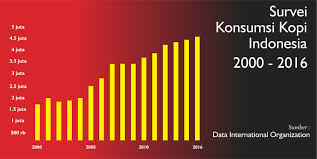 Survei
Konsumsi Kopi
Indonesia
2000 - 2016
5 juta
4.5 juta
4 juta
3.5 juta
3 juta
2.5 juta
2 juta
1.5 juta
1 juta
500 rb
2000
2005
2010
2016
Sumber :
Data International Organization